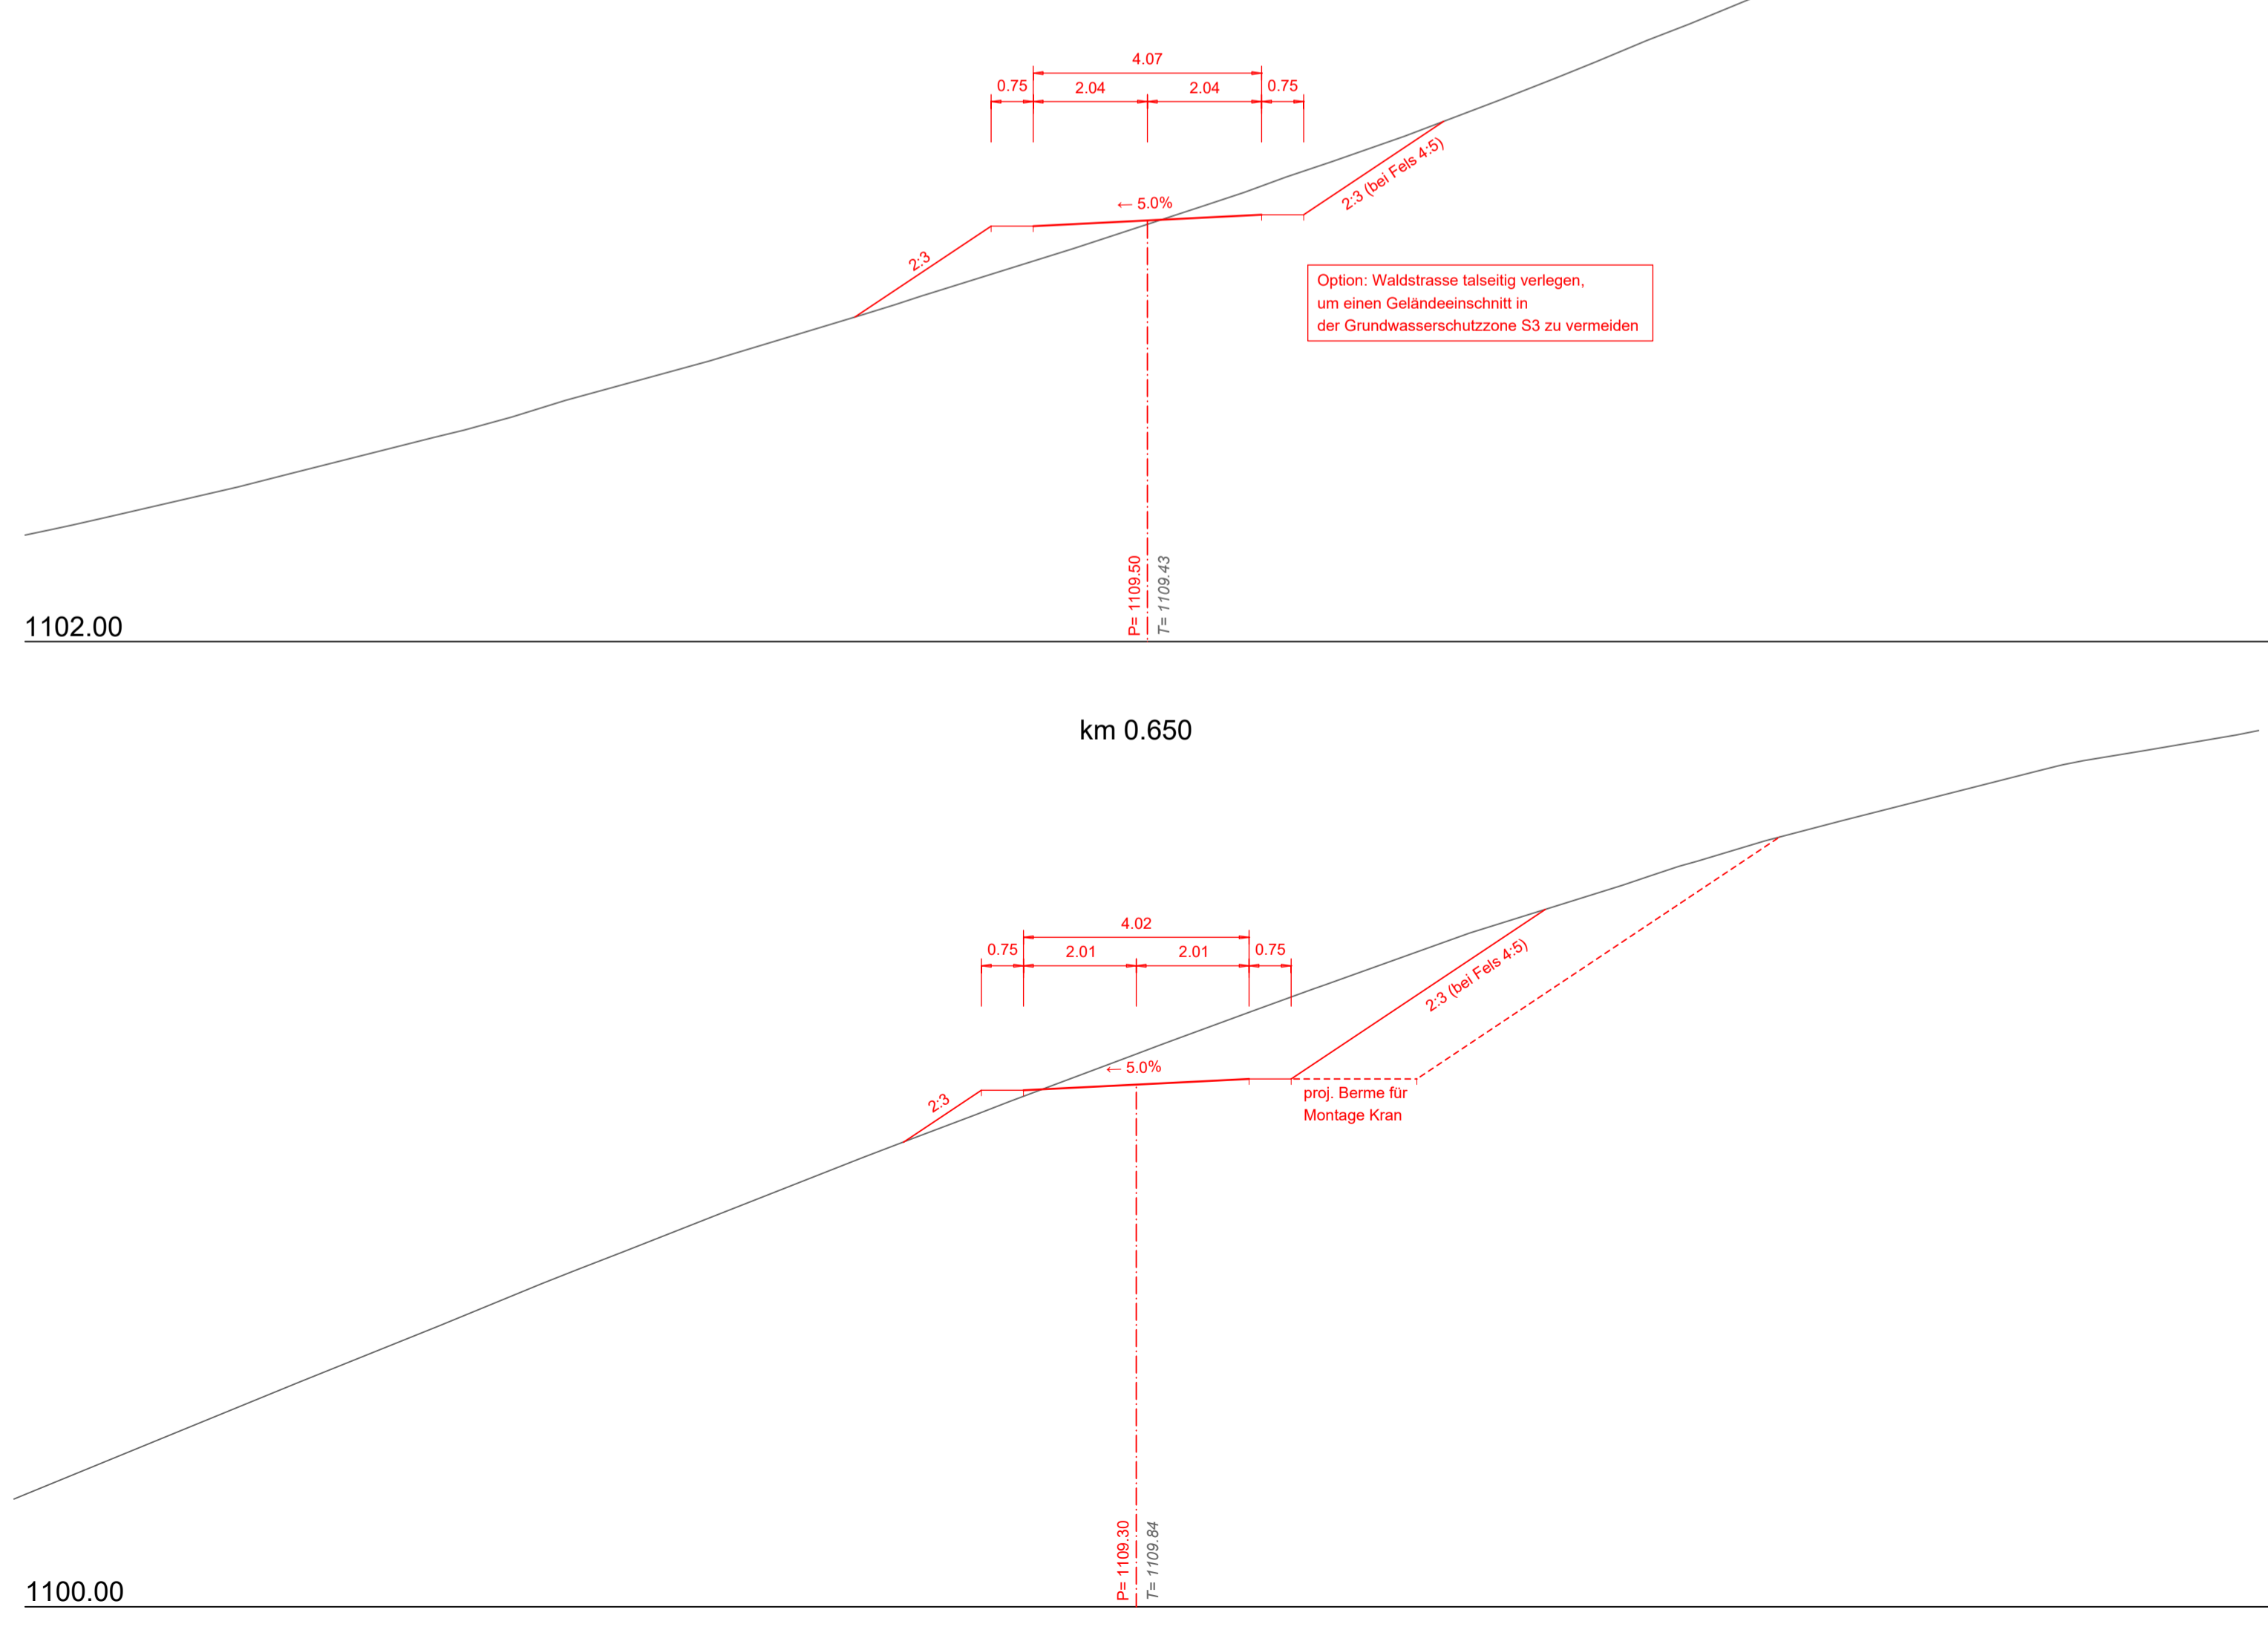 4.07
0.75 2.04 2.04 0.75
2:3 (bei Fels 4:5)
← 5.0%
2:3
Option: Waldstrasse talseitig verlegen,
um einen Geländeeinschnitt in
der Grundwasserschutzzone S3 zu vermeiden
P= 1109.50
T= 1109.43
1102.00
km 0.650
4.02
0.75 2.01 2.01 0.75
2:3 (bei Fels 4:5)
← 5.0%
2:3
proj. Berme für
Montage Kran
P= 1109.30
T= 1109.84
1100.00